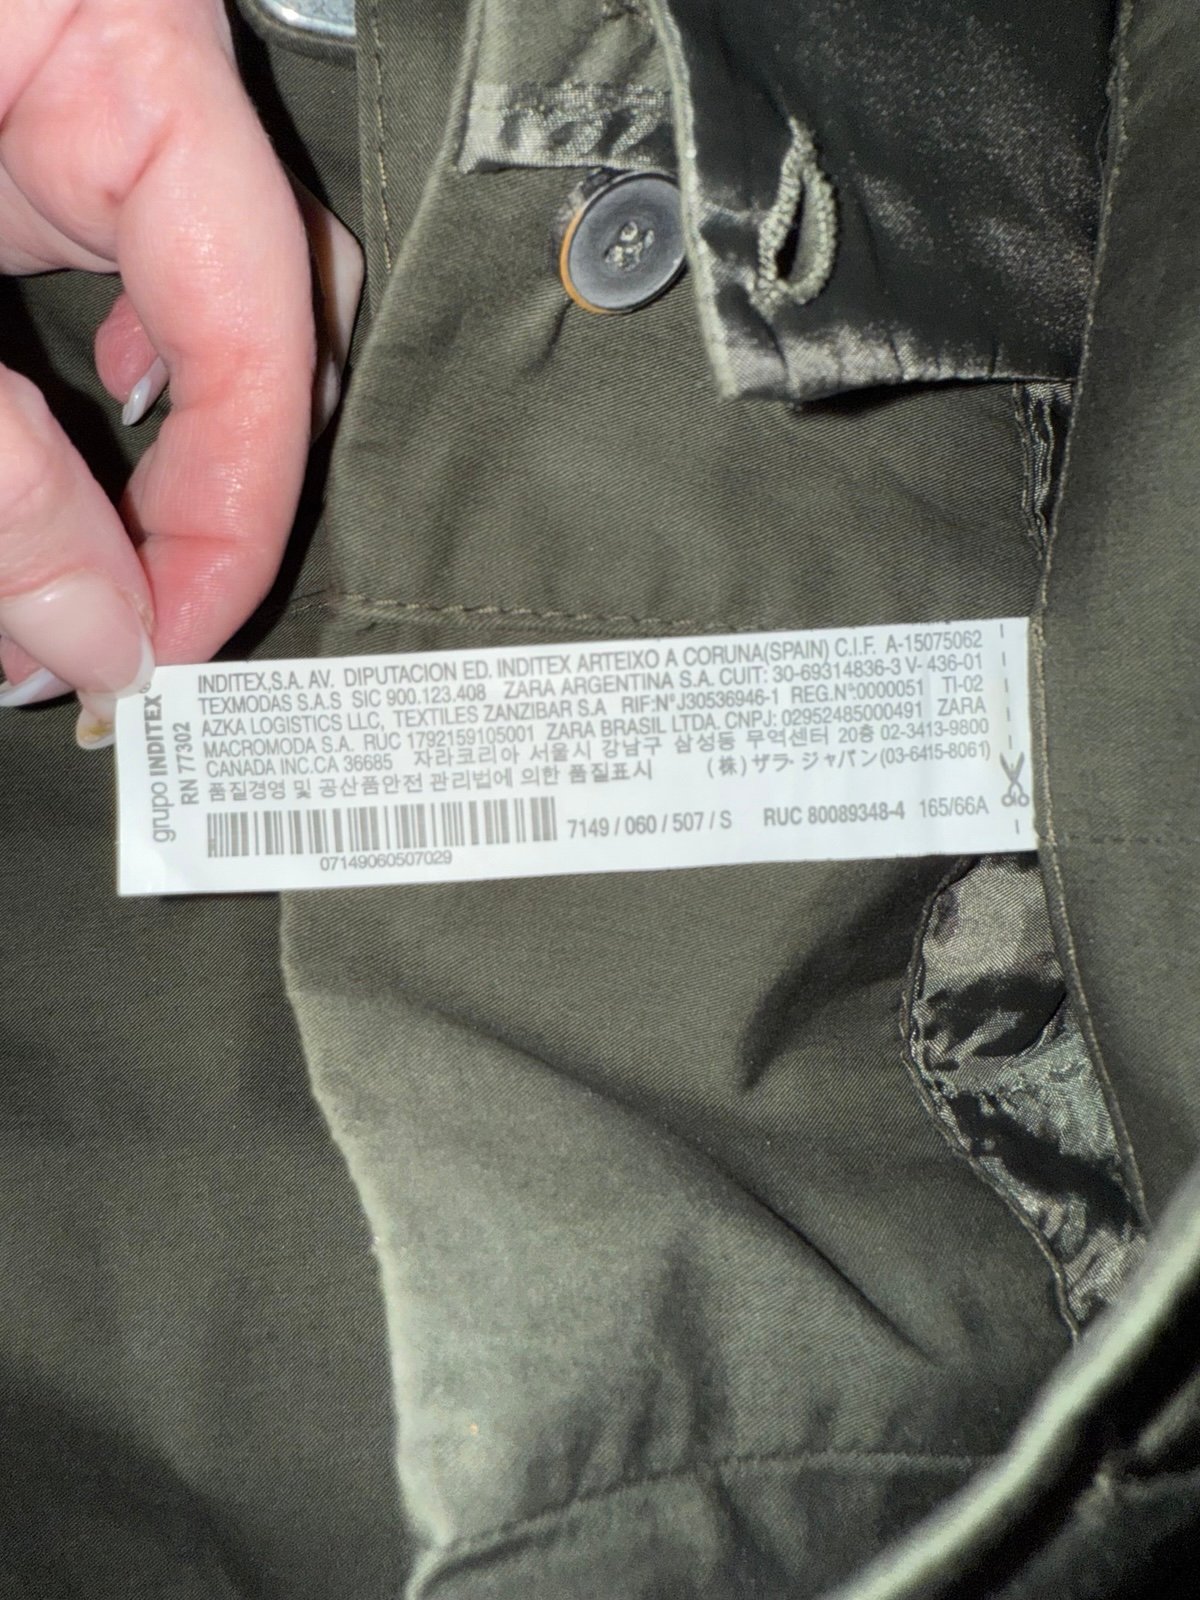 grupo INDITEX®
RN 77302
INDITEX,S.A. AV. DIPUTACION ED. INDITEX ARTEIXO A CORUNA(SPAIN) C.I.F. A-15075062
TEXMODAS S.A.S SIC 900.123.408 ZARA ARGENTINA S.A. CUIT: 30-69314836-3 V- 436-01
AZKA LOGISTICS LLC, TEXTILES ZANZIBAR S.A RIF:Nº J30536946-1 REG.Nº:0000051 TI-02
MACROMODA S.A. RUC 1792159105001 ZARA BRASIL LTDA. CNPJ: 02952485000491 ZARA
CANADA INC.CA 36685 자라코리아 서울시 강남구 삼성동 무역센터 20층 02-3413-9800
품질경영 및 공산품안전 관리법에 의한 품질표시 (株)ザラ・ジャパン(03-6415-8061)
7149 / 060 / 507 / S RUC 80089348-4 165/66A
07149060507029